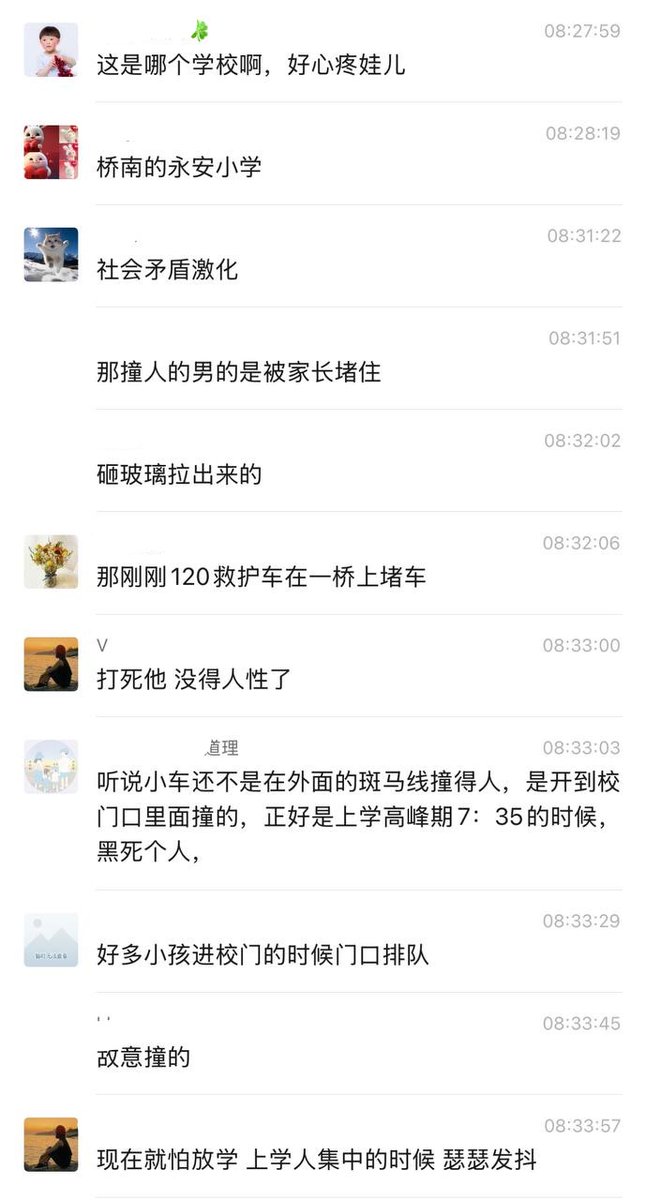 08:27:59
这是哪个学校啊，好心疼娃儿
08:28:19
桥南的永安小学
08:31:22
社会矛盾激化
08:31:51
那撞人的男的是被家长堵住
08:32:02
砸玻璃拉出来的
08:32:06
那刚刚120救护车在一桥上堵车
V
08:33:00
打死他 没得人性了
道理
08:33:03
听说小车还不是在外面的斑马线撞得人，是开到校
门口里面撞的，正好是上学高峰期7：35的时候，
黑死个人，
08:33:29
好多小孩进校门的时候门口排队
08:33:45
故意撞的
08:33:57
现在就怕放学 上学人集中的时候 瑟瑟发抖